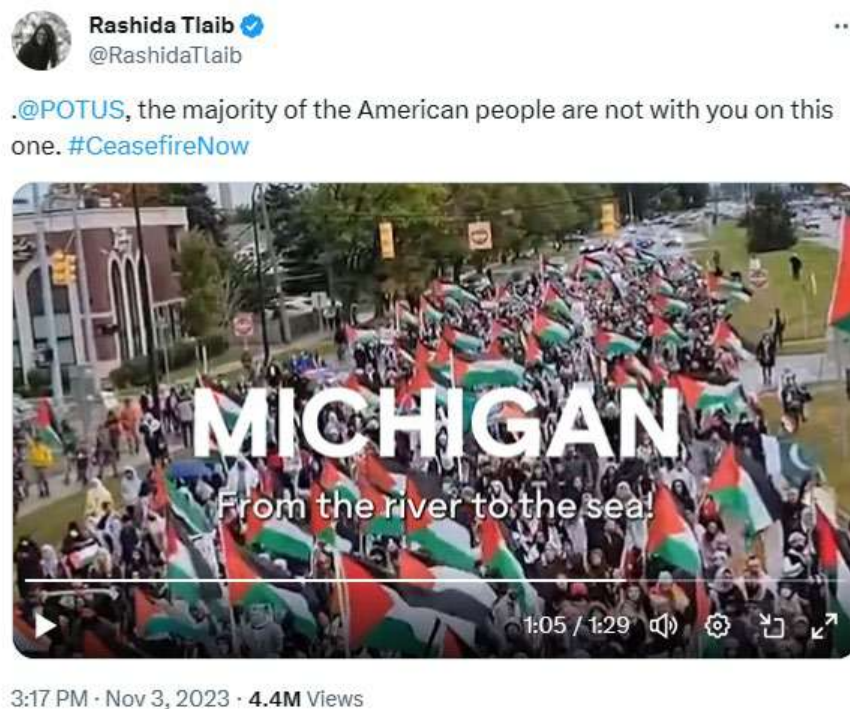 Rashida Tlaib
@RashidaTlaib
.@POTUS, the majority of the American people are not with you on this
one. #CeasefireNow
MICHIGAN
From the river to the sea!
1:05 / 1:29
3:17 PM · Nov 3, 2023 · 4.4M Views